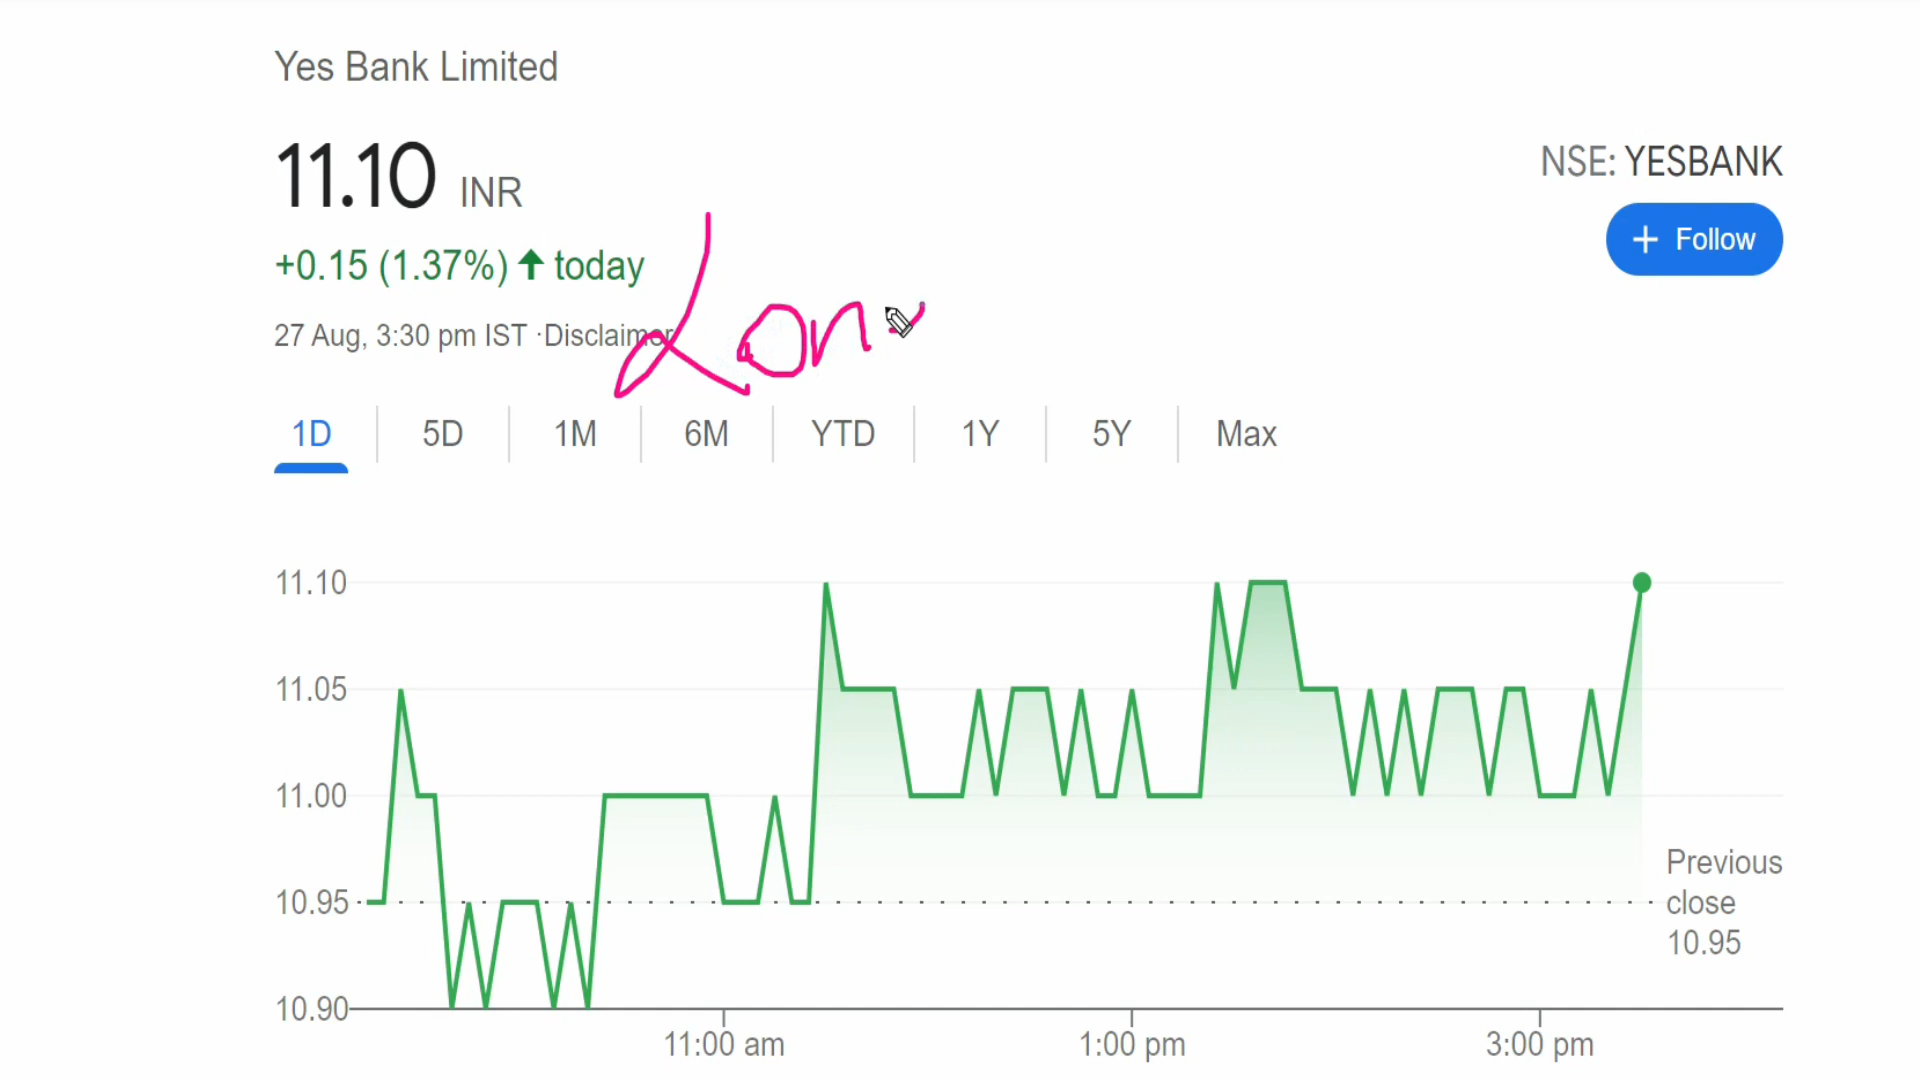 Yes Bank Limited
11.10 INR
NSE: YESBANK
+ Follow
+0.15 (1.37%) ↑ today
27 Aug, 3:30 pm IST · Disclaimer
Lon
1D 5D 1M 6M YTD 1Y 5Y Max
11.10
11.05
11.00
10.95
10.90
Previous
close
10.95
11:00 am 1:00 pm 3:00 pm